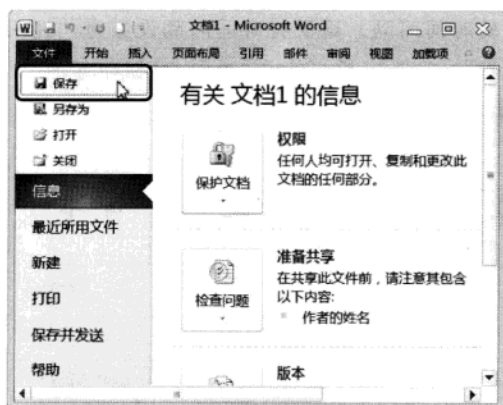 文档1 - Microsoft Word
文件 开始 插入 页面布局 引用 邮件 审阅 视图 加载项
保存
另存为
打开
关闭
信息
最近所用文件
新建
打印
保存并发送
帮助
有关 文档1 的信息
保护文档
权限
任何人均可打开、复制和更改此
文档的任何部分。
检查问题
准备共享
在共享此文件前，请注意其包含
以下内容:
作者的姓名
版本